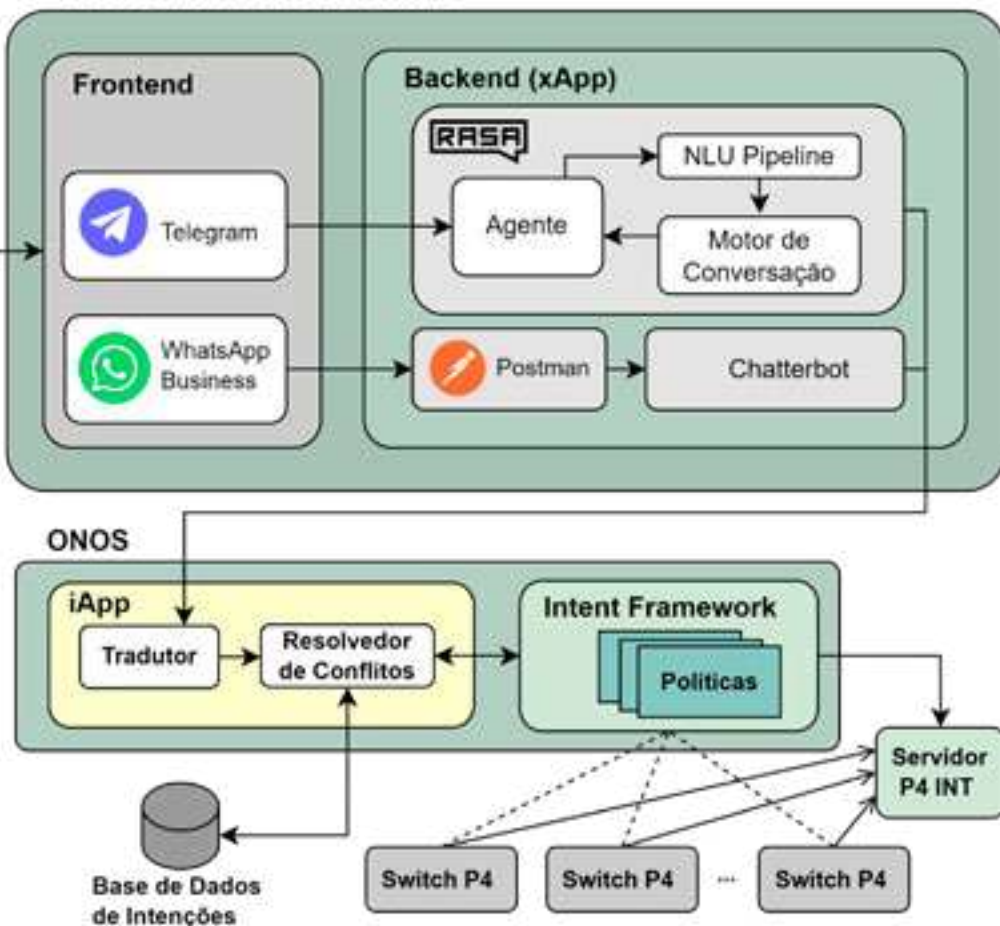 Frontend
Telegram
WhatsApp
Business
Backend (xApp)
RASA
NLU Pipeline
Agente
Motor de
Conversação
Postman
Chatterbot
ONOS
iApp
Tradutor
Resolvedor
de Conflitos
Intent Framework
Políticas
Servidor
P4 INT
Base de Dados
de Intenções
Switch P4
Switch P4
...
Switch P4